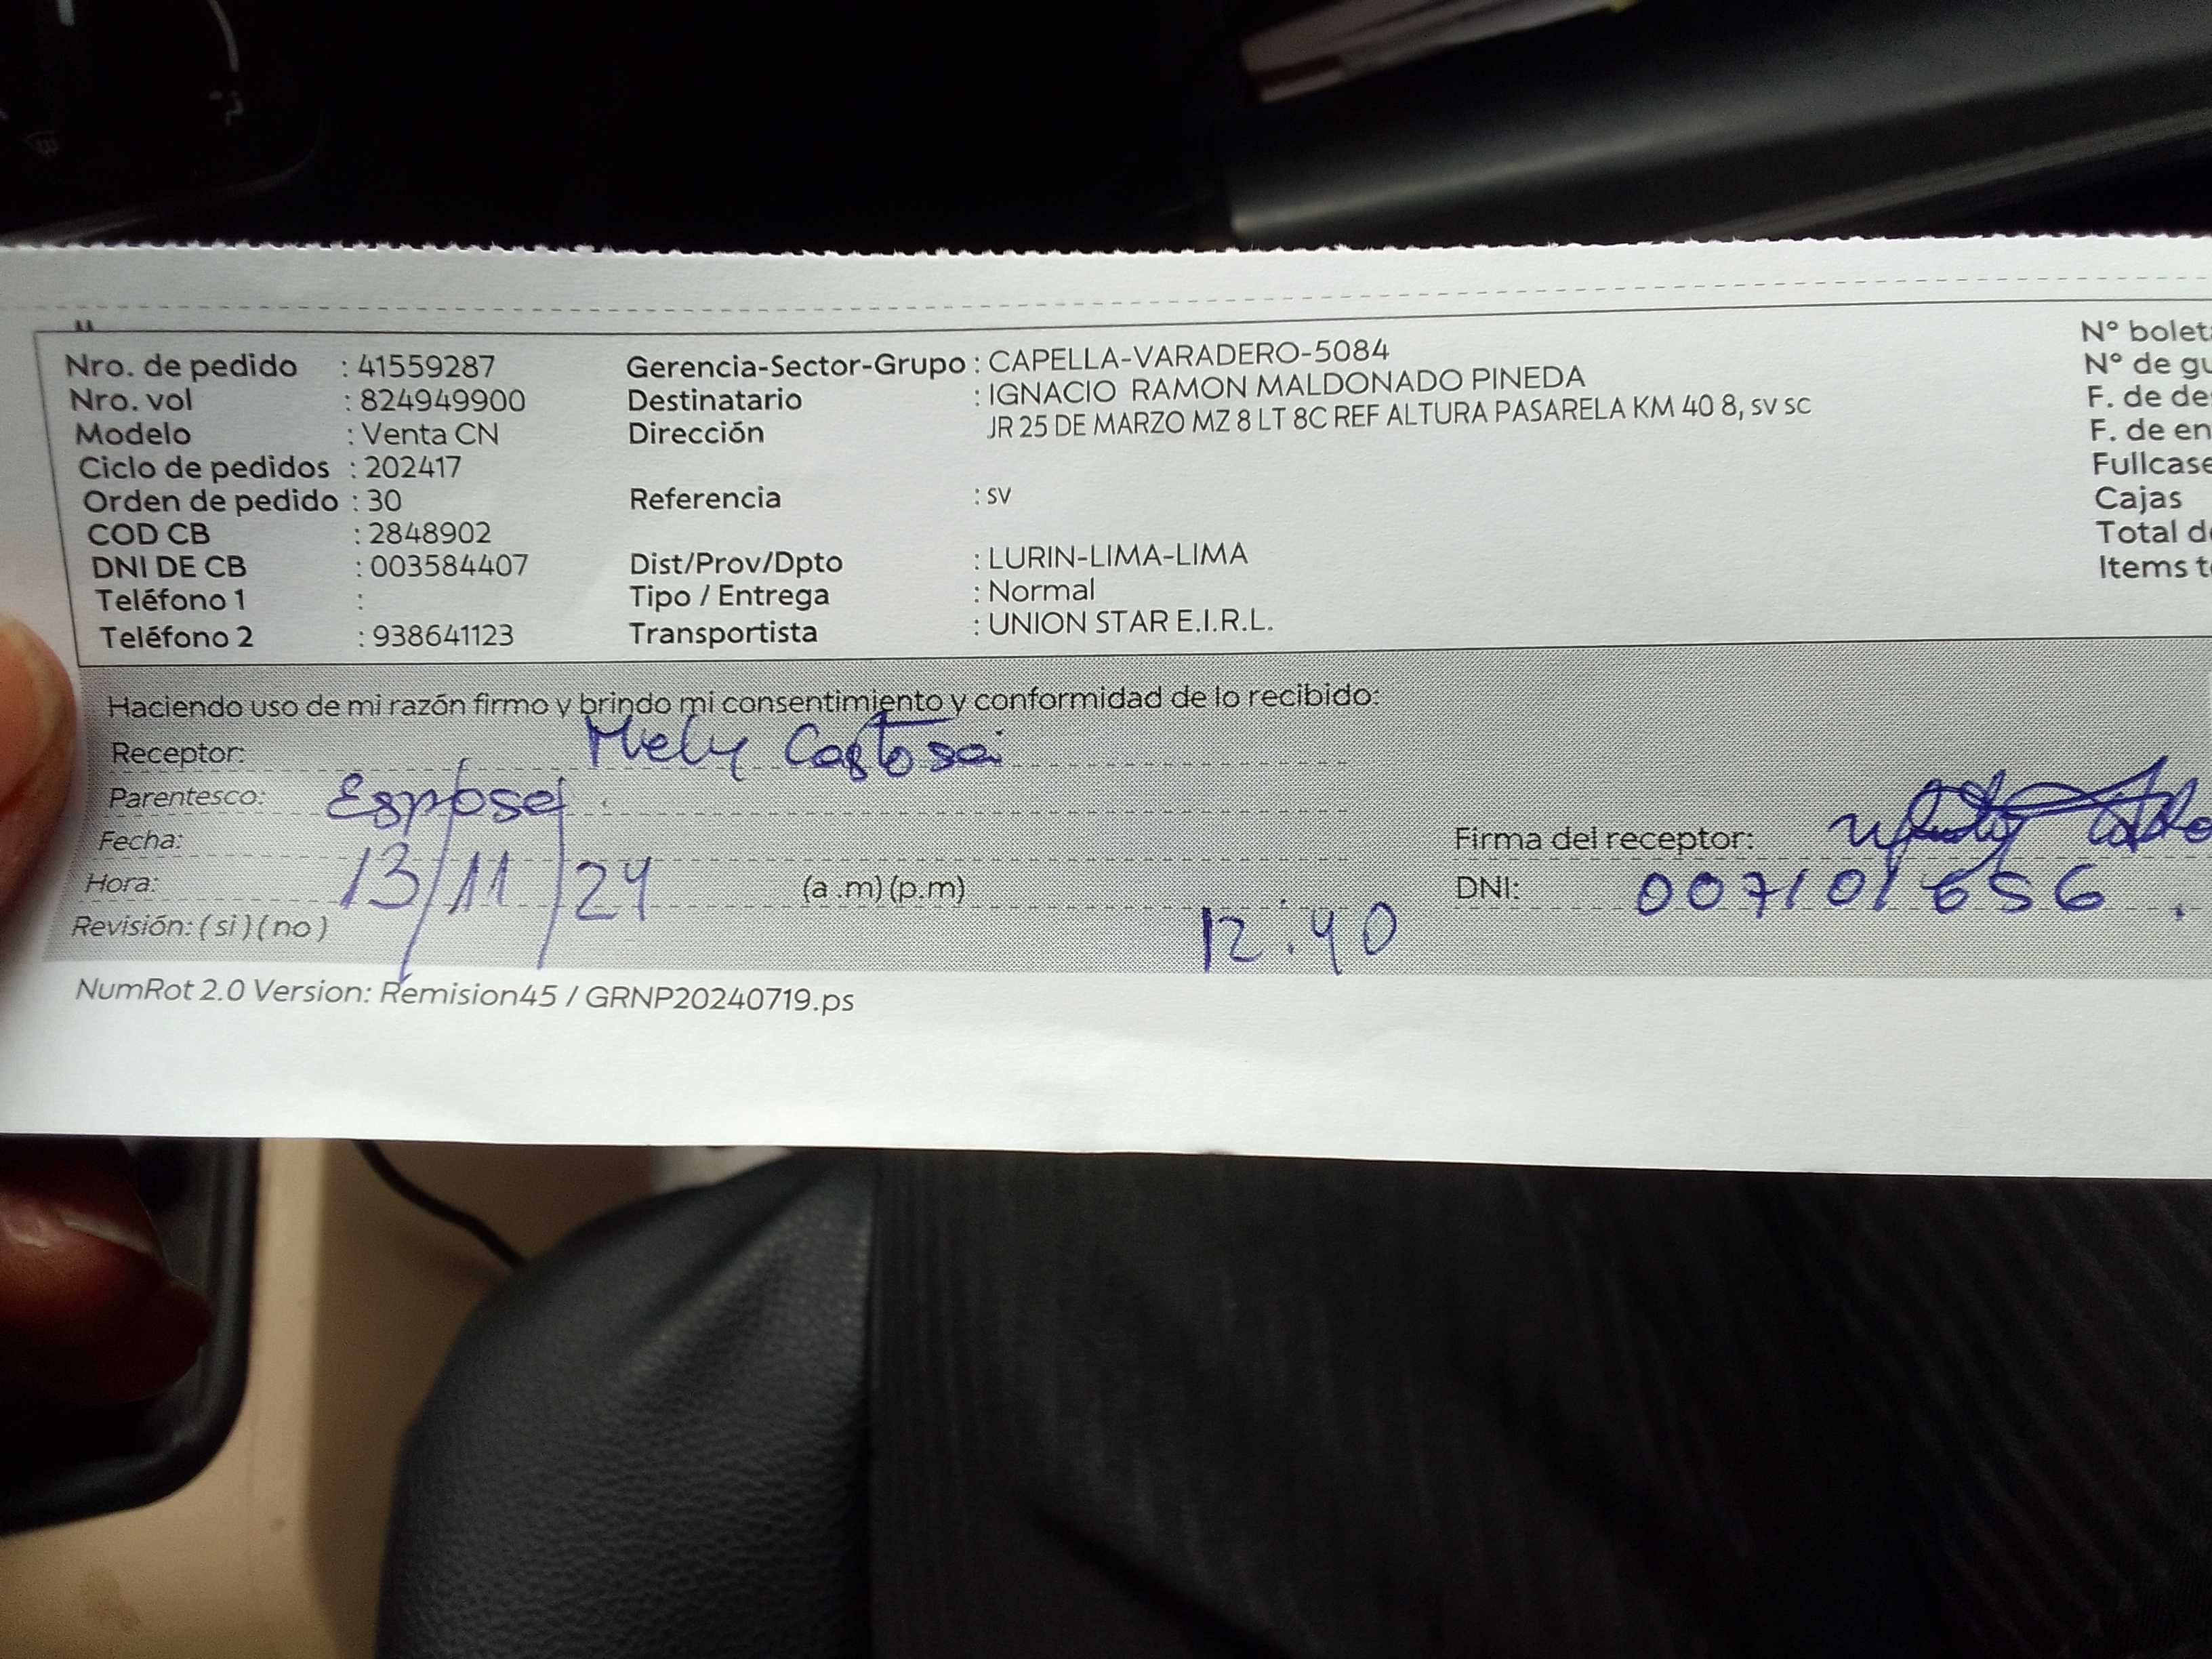 Nro. de pedido : 41559287
Nro. vol : 824949900
Modelo : Venta CN
Ciclo de pedidos : 202417
Orden de pedido : 30
COD CB : 2848902
DNI DE CB : 003584407
Teléfono 1 :
Teléfono 2 : 938641123
Gerencia-Sector-Grupo : CAPELLA-VARADERO-5084
Destinatario : IGNACIO RAMON MALDONADO PINEDA
Dirección JR 25 DE MARZO MZ 8 LT 8C REF ALTURA PASARELA KM 40 8, SV SC
Referencia : SV
Dist/Prov/Dpto : LURIN-LIMA-LIMA
Tipo / Entrega : Normal
Transportista : UNION STAR E.I.R.L.
N° bolet
N° de gu
F. de de
F. de en
Fullcase
Cajas
Total d
Items t
Haciendo uso de mi razón firmo y brindo mi consentimiento y conformidad de lo recibido:
Receptor: Mely
Parentesco: Esposa
Fecha: 13/11/24
Hora: (a.m)(p.m) 12:40
Revisión: (si)(no)
Firma del receptor:
DNI: 007101656
NumRot 2.0 Version: Remision45 / GRNP20240719.ps